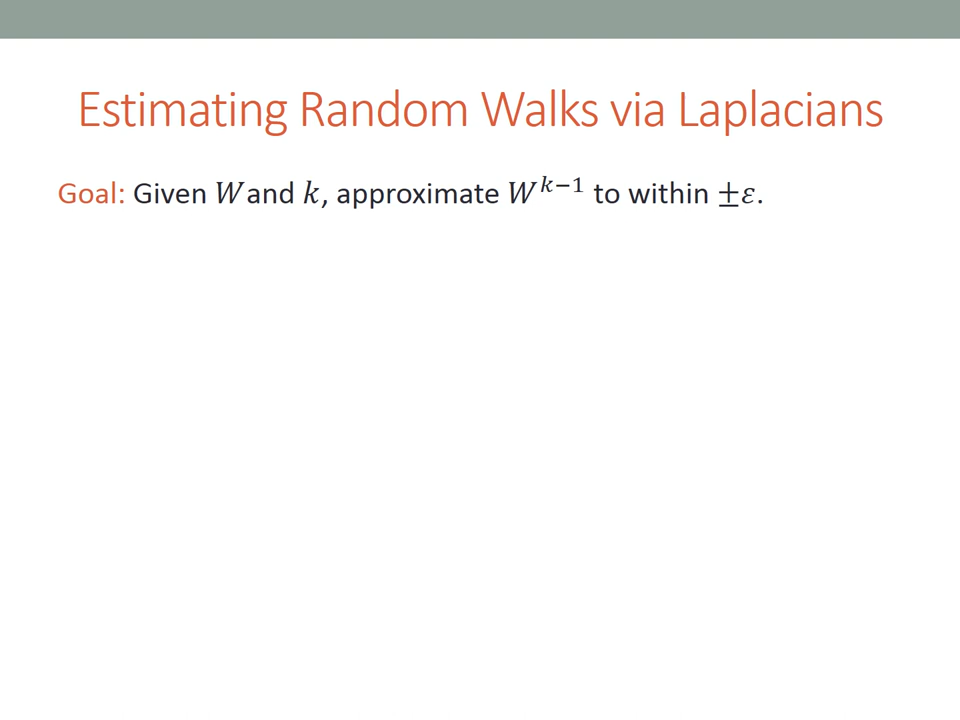 Estimating Random Walks via Laplacians
Goal: Given W and k, approximate W^{k−1} to within ±ε.